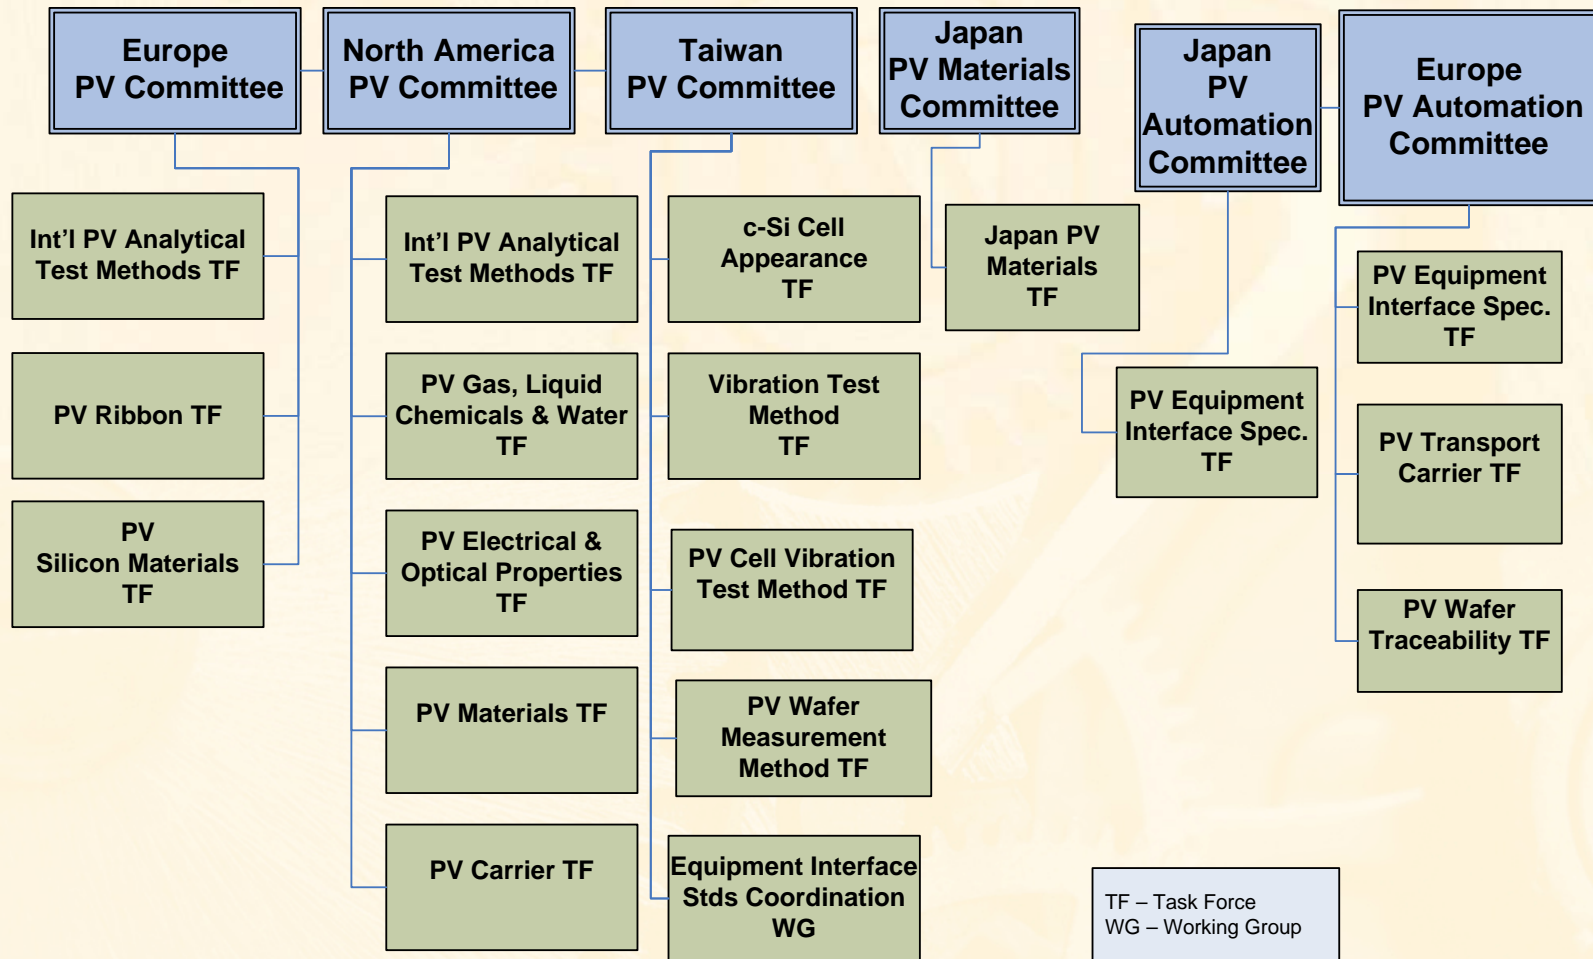 Europe
PV Committee
North America
PV Committee
Taiwan
PV Committee
Japan
PV Materials
Committee
Japan
PV
Automation
Committee
Europe
PV Automation
Committee
Int'l PV Analytical
Test Methods TF
PV Ribbon TF
PV
Silicon Materials
TF
Int'l PV Analytical
Test Methods TF
PV Gas, Liquid
Chemicals & Water
TF
PV Electrical &
Optical Properties
TF
PV Materials TF
PV Carrier TF
c-Si Cell
Appearance
TF
Vibration Test
Method
TF
PV Cell Vibration
Test Method TF
PV Wafer
Measurement
Method TF
Equipment Interface
Stds Coordination
WG
Japan PV
Materials
TF
PV Equipment
Interface Spec.
TF
PV Equipment
Interface Spec.
TF
PV Transport
Carrier TF
PV Wafer
Traceability TF
TF – Task Force
WG – Working Group